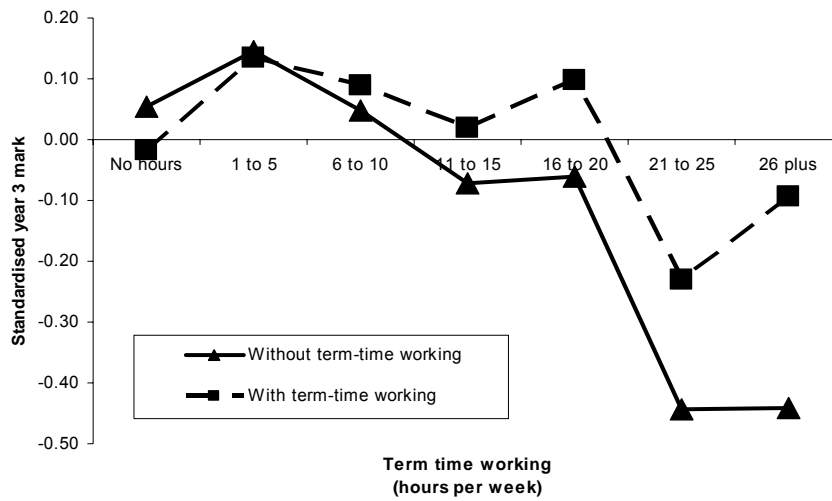 0.20
0.10
0.00
-0.10
-0.20
-0.30
-0.40
-0.50
Standardised year 3 mark
No hours 1 to 5 6 to 10 11 to 15 16 to 20 21 to 25 26 plus
Without term-time working
With term-time working
Term time working
(hours per week)